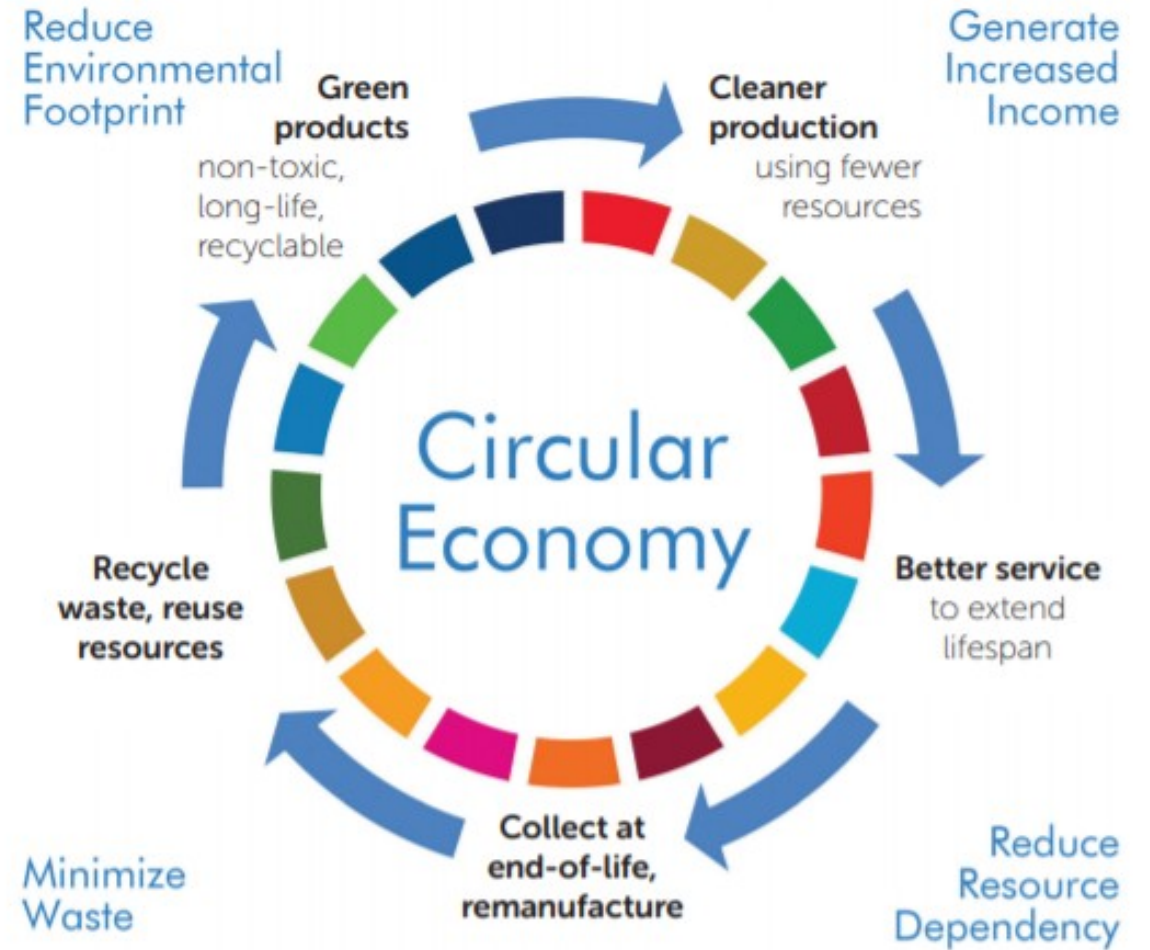 Reduce
Environmental
Footprint
Generate
Increased
Income
Green
products
non-toxic,
long-life,
recyclable
Cleaner
production
using fewer
resources
Circular
Economy
Better service
to extend
lifespan
Collect at
end-of-life,
remanufacture
Recycle
waste, reuse
resources
Minimize
Waste
Reduce
Resource
Dependency